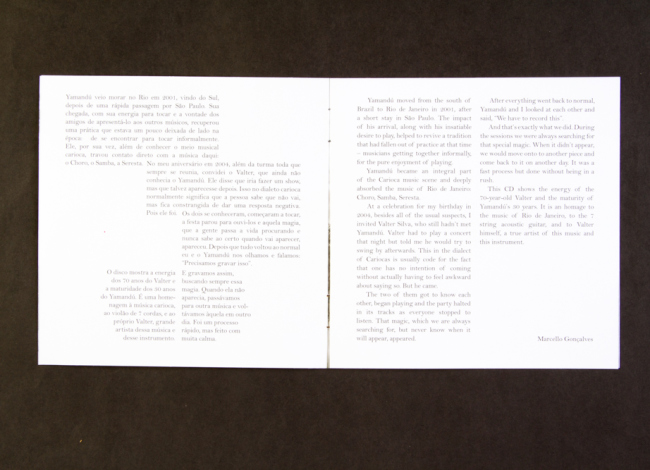 Yamandú veio morar no Rio em 2001, vindo do Sul,
depois de uma rápida passagem por São Paulo. Sua
chegada, com sua energia para tocar e a vontade dos
amigos de apresentá-lo aos outros músicos, recuperou
uma prática que estava um pouco deixada de lado na
época: de se encontrar para tocar informalmente.
Ele, por sua vez, além de conhecer o meio musical
carioca, travou contato direto com a música daqui:
o Choro, o Samba, a Seresta.
No meu aniversário em 2004, além da turma toda que
sempre se reunia, convidei o Valter, que ainda não
conhecia o Yamandú. Ele disse que iria fazer um show,
mas que talvez aparecesse depois. Isso no dialeto carioca
normalmente significa que a pessoa sabe que não vai,
mas fica constrangida de dar uma resposta negativa.
Pois ele foi.
Os dois se conheceram, começaram a tocar,
a festa parou para ouvi-los e aquela magia,
que a gente passa a vida procurando e
nunca sabe ao certo quando vai aparecer,
apareceu. Depois que tudo voltou ao normal
eu e o Yamandú nos olhamos e falamos:
"Precisamos gravar isso".
E gravamos assim,
buscando sempre essa
magia. Quando ela não
aparecia, passávamos
para outra música e vol-
távamos àquela em outro
dia. Foi um processo
rápido, mas feito com
muita calma.
O disco mostra a energia
dos 70 anos do Valter e
a maturidade dos 30 anos
do Yamandú. É uma home-
nagem à música carioca,
ao violão de 7 cordas, e ao
próprio Valter, grande
artista dessa música e
desse instrumento.
Yamandú moved from the south of
Brazil to Rio de Janeiro in 2001, after
a short stay in São Paulo. The impact
of his arrival, along with his insatiable
desire to play, helped to revive a tradition
that had fallen out of practice at that time
– musicians getting together informally,
for the pure enjoyment of playing.
Yamandú became an integral part
of the Carioca music scene and deeply
absorbed the music of Rio de Janeiro:
Choro, Samba, Seresta.
At a celebration for my birthday in
2004, besides all of the usual suspects, I
invited Valter Silva, who still hadn't met
Yamandú. Valter had to play a concert
that night but told me he would try to
swing by afterwards. This in the dialect
of Cariocas is usually code for the fact
that one has no intention of coming
without actually having to feel awkward
about saying so. But he came.
The two of them got to know each
other, began playing and the party halted
in its tracks as everyone stopped to
listen. That magic, which we are always
searching for, but never know when it
will appear, appeared.
After everything went back to normal,
Yamandú and I looked at each other and
said, "We have to record this".
And that's exactly what we did. During
the sessions we were always searching for
that special magic. When it didn't appear,
we would move onto to another piece and
come back to it on another day. It was a
fast process but done without being in a
rush.
This CD shows the energy of the
70-year-old Valter and the maturity of
Yamandú's 30 years. It is an homage to
the music of Rio de Janeiro, to the 7
string acoustic guitar, and to Valter
himself, a true artist of this music and
this instrument.
Marcello Gonçalves